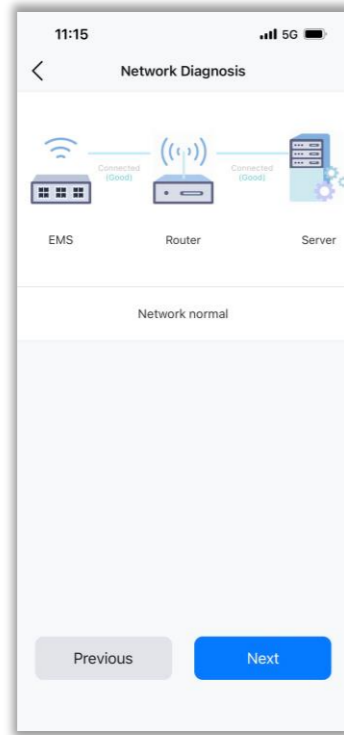 11:15 5G
Network Diagnosis
Connected Connected
(Good) (Good)
EMS Router Server
Network normal
Previous Next